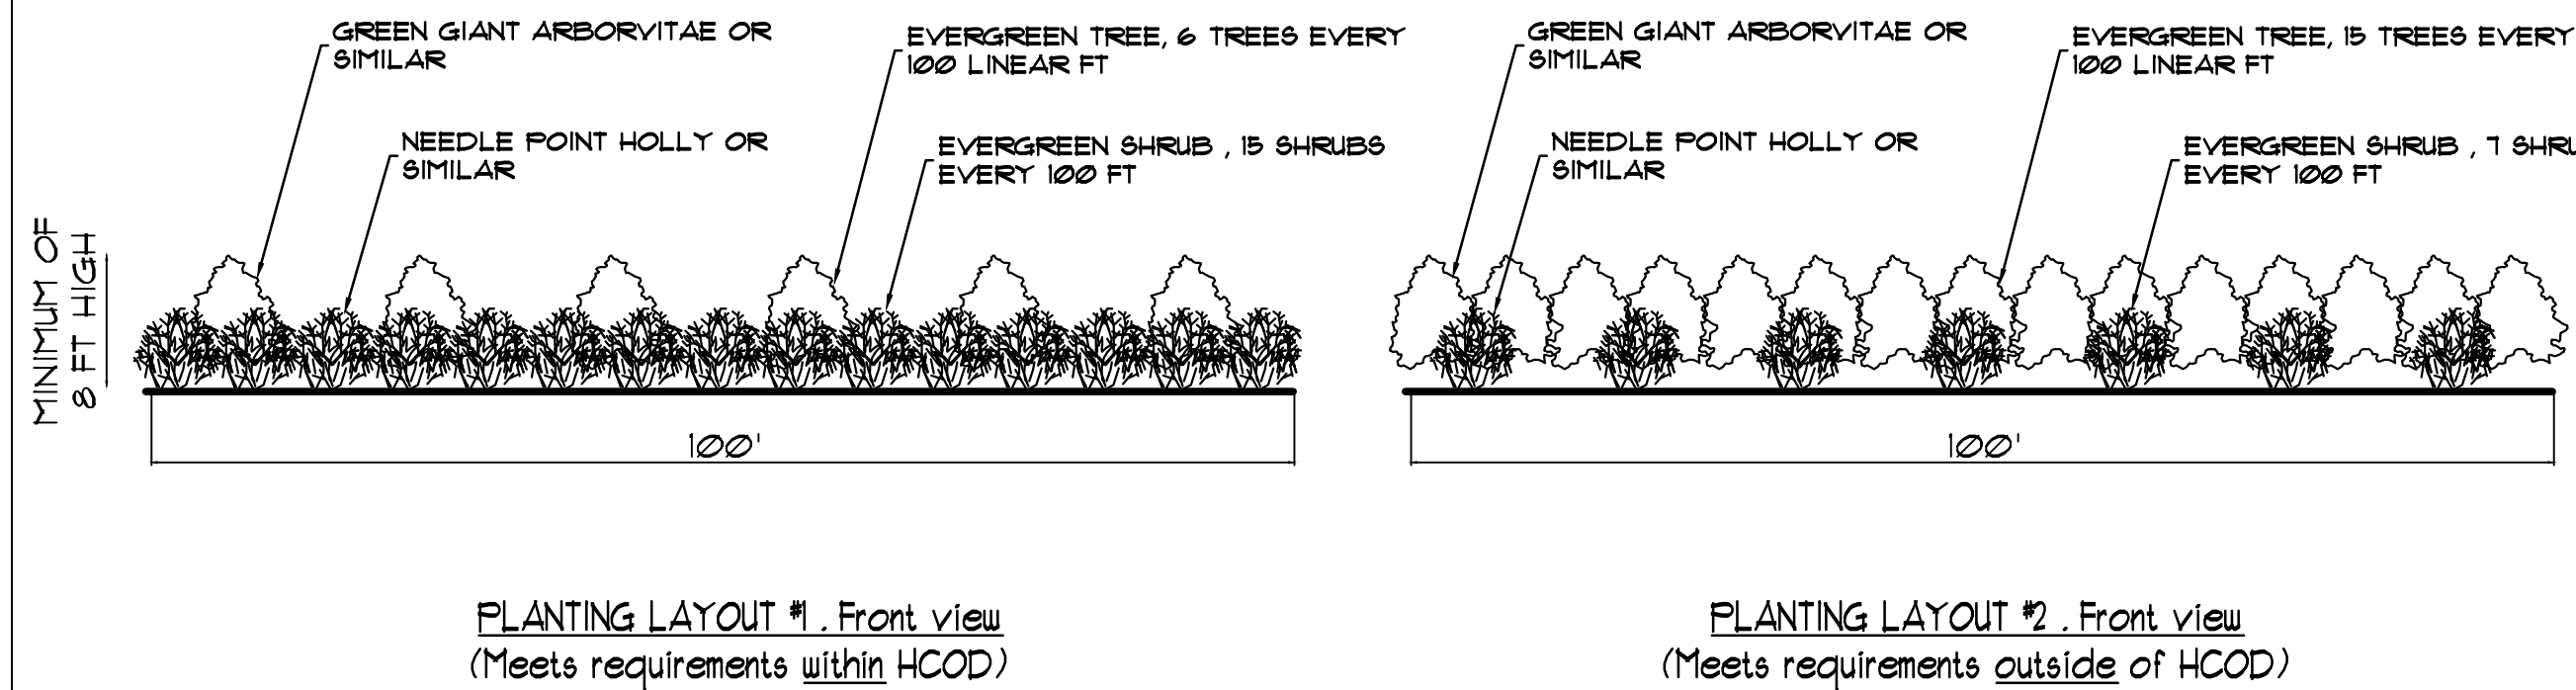 GREEN GIANT ARBORVITAE OR
SIMILAR
EVERGREEN TREE, 6 TREES EVERY
100 LINEAR FT
NEEDLE POINT HOLLY OR
SIMILAR
EVERGREEN SHRUB , 15 SHRUBS
EVERY 100 FT
MINIMUM OF
8 FT HIGH
100'
PLANTING LAYOUT #1 . Front view
(Meets requirements within HCOD)
GREEN GIANT ARBORVITAE OR
SIMILAR
EVERGREEN TREE, 15 TREES EVERY
100 LINEAR FT
NEEDLE POINT HOLLY OR
SIMILAR
EVERGREEN SHRUB , 7 SHRU
EVERY 100 FT
100'
PLANTING LAYOUT #2 . Front view
(Meets requirements outside of HCOD)